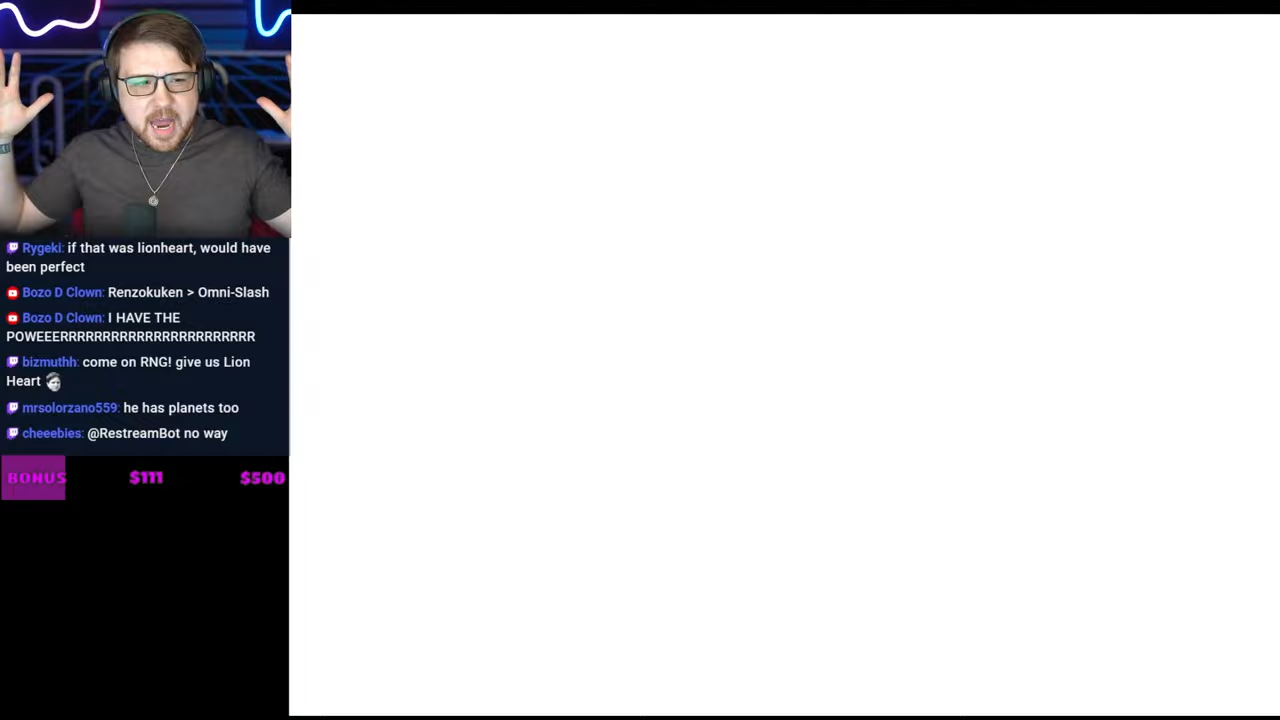 Rygeki: if that was lionheart, would have
been perfect
Bozo D Clown: Renzokuken > Omni-Slash
Bozo D Clown: I HAVE THE
POWEEERRRRRRRRRRRRRRRRRRRRRR
bizmuthh: come on RNG! give us Lion
Heart
mrsolorzano559: he has planets too
cheeebies: @RestreamBot no way
BONUS $111 $500